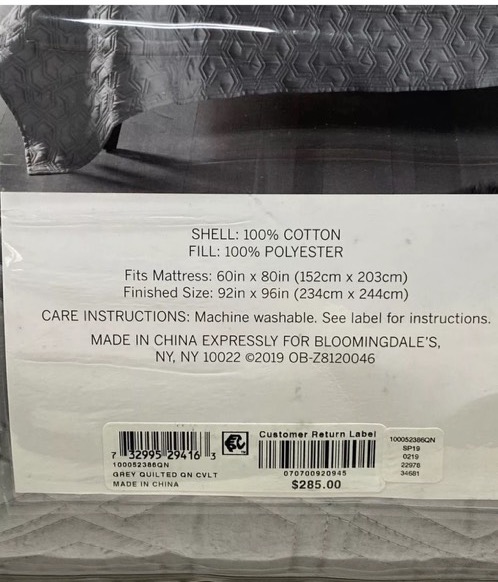 SHELL: 100% COTTON
FILL: 100% POLYESTER
Fits Mattress: 60in x 80in (152cm x 203cm)
Finished Size: 92in x 96in (234cm x 244cm)
CARE INSTRUCTIONS: Machine washable. See label for instructions.
MADE IN CHINA EXPRESSLY FOR BLOOMINGDALE'S,
NY, NY 10022 ©2019 OB-Z8120046
7 32995 29416 3
100052386QN
GREY QUILTED QN CVLT
MADE IN CHINA
Customer Return Label
070700920945
$285.00
100052386QN
SP19
0219
22976
34681